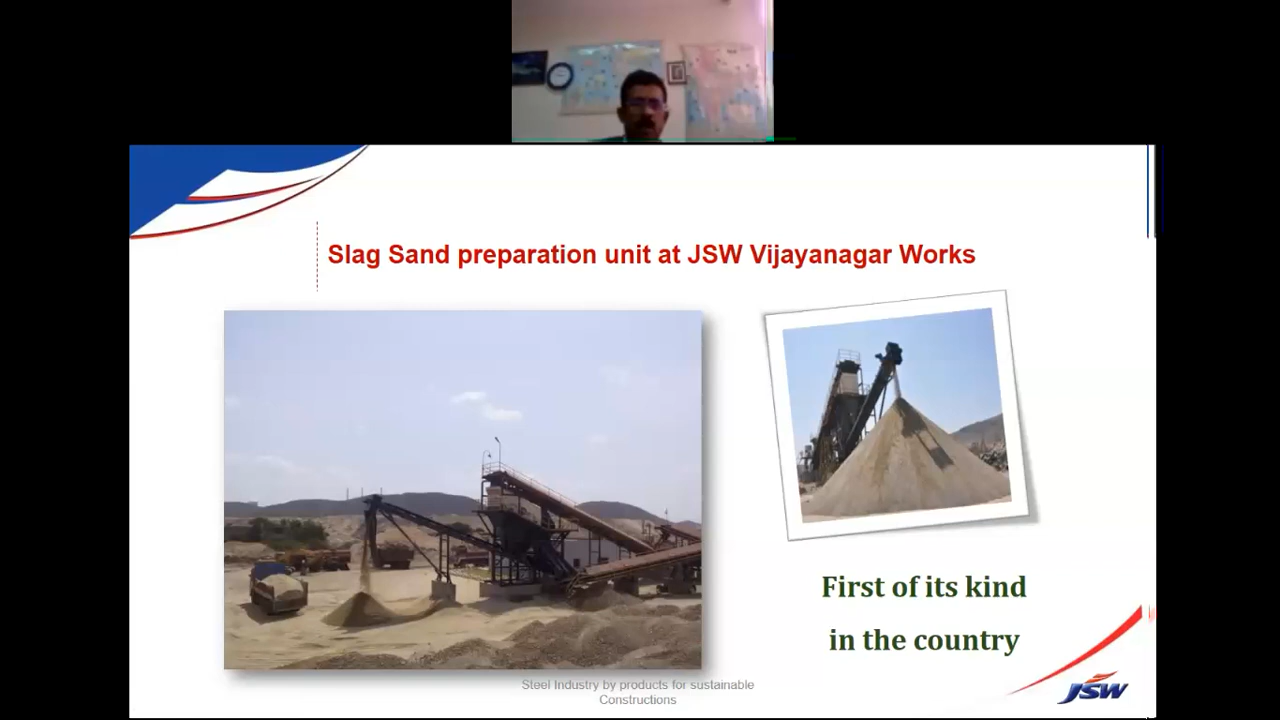 Slag Sand preparation unit at JSW Vijayanagar Works
First of its kind
in the country
Steel Industry by products for sustainable
Constructions
JSW